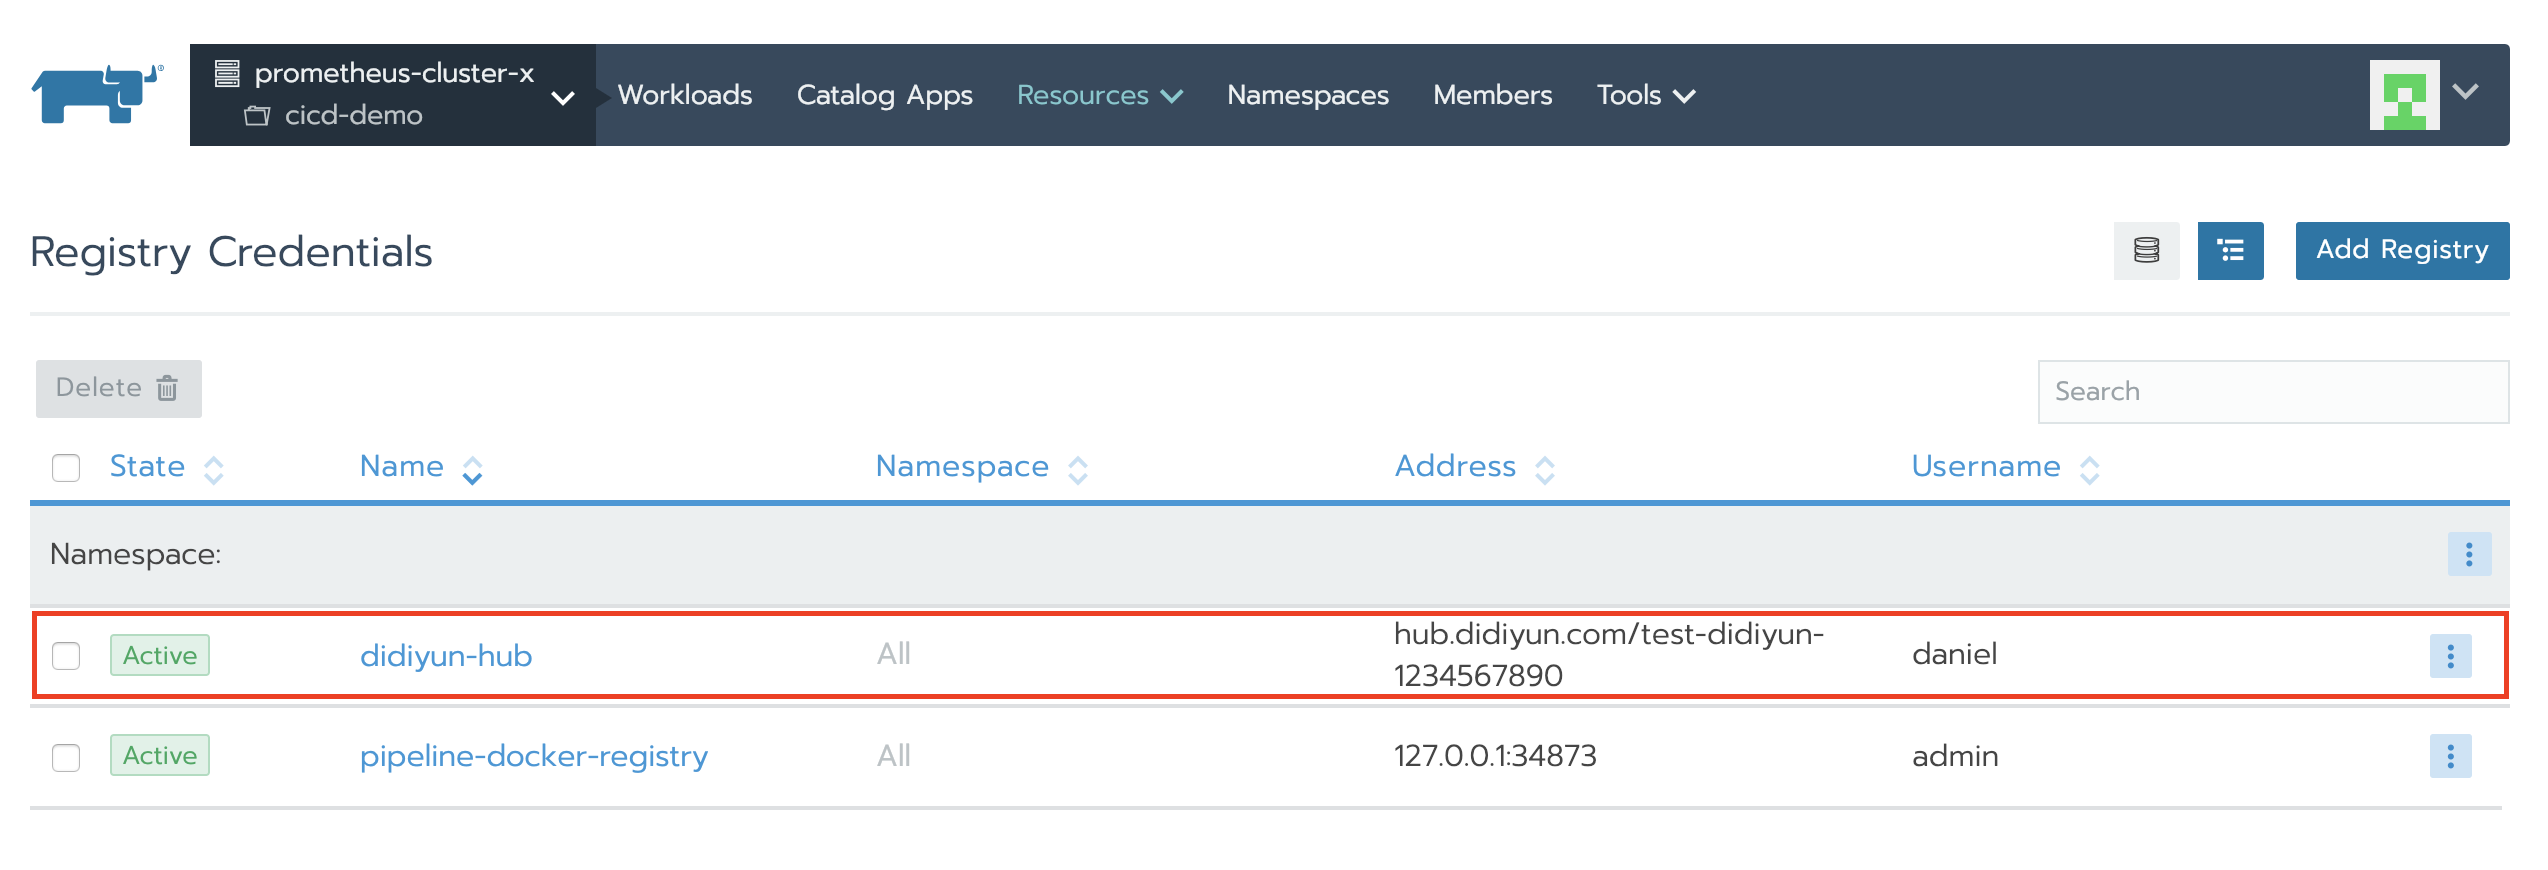 prometheus-cluster-x
cicd-demo
Workloads
Catalog Apps
Resources
Namespaces
Members
Tools
Registry Credentials
Add Registry
Delete
Search
State
Name
Namespace
Address
Username
Namespace:
Active
didiyun-hub
All
hub.didiyun.com/test-didiyun-
1234567890
daniel
Active
pipeline-docker-registry
All
127.0.0.1:34873
admin